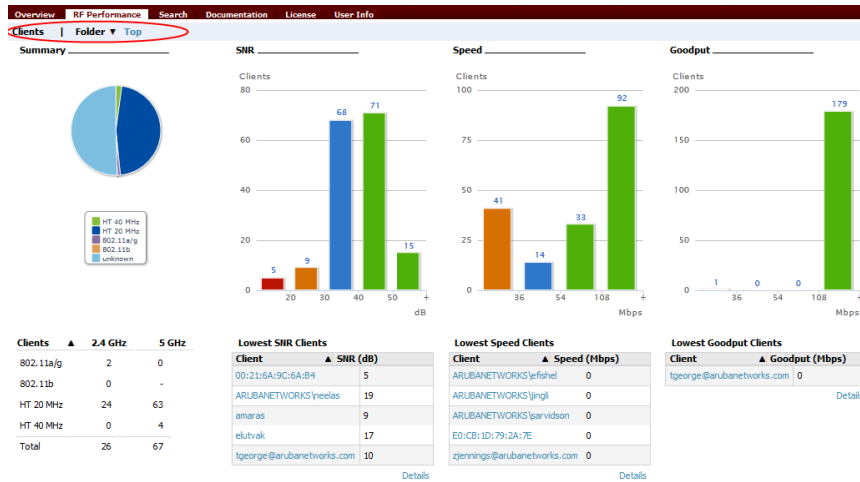 Overview RF Performance Search Documentation License User Info
Clients | Folder ▼ Top
Summary
HT 40 MHz
HT 20 MHz
802.11a/g
802.11b
unknown
SNR
Clients
80
60
40
20
0
5
9
68
71
15
20 30 40 50 +
dB
Speed
Clients
100
75
50
25
0
41
14
33
92
36 54 108 +
Mbps
Goodput
Clients
200
150
100
50
0
1
0
0
179
36 54 108 +
Mbps
Clients ▲ 2.4 GHz 5 GHz
802.11a/g 2 0
802.11b 0 -
HT 20 MHz 24 63
HT 40 MHz 0 4
Total 26 67
Lowest SNR Clients
Client ▲ SNR (dB)
00:21:6A:9C:6A:B4 5
ARUBANETWORKS\neelas 19
amaras 9
elutvak 17
tgeorge@arubanetworks.com 10
Details
Lowest Speed Clients
Client ▲ Speed (Mbps)
ARUBANETWORKS\efishel 0
ARUBANETWORKS\jingli 0
ARUBANETWORKS\sarvidson 0
E0:CB:1D:79:2A:7E 0
zjennings@arubanetworks.com 0
Details
Lowest Goodput Clients
Client ▲ Goodput (Mbps)
tgeorge@arubanetworks.com 0
Details